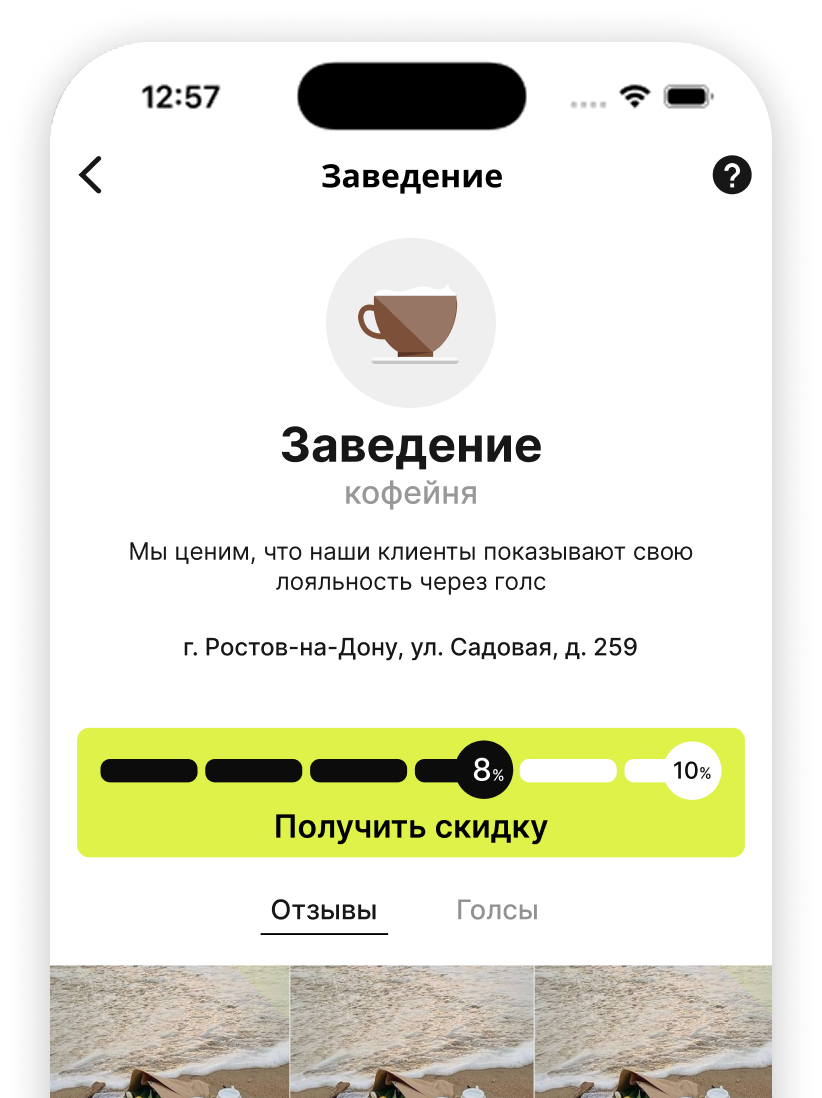 12:57
Заведение
?
Заведение
кофейня
Мы ценим, что наши клиенты показывают свою
лояльность через голс
г. Ростов-на-Дону, ул. Садовая, д. 259
8% 10%
Получить скидку
Отзывы Голсы